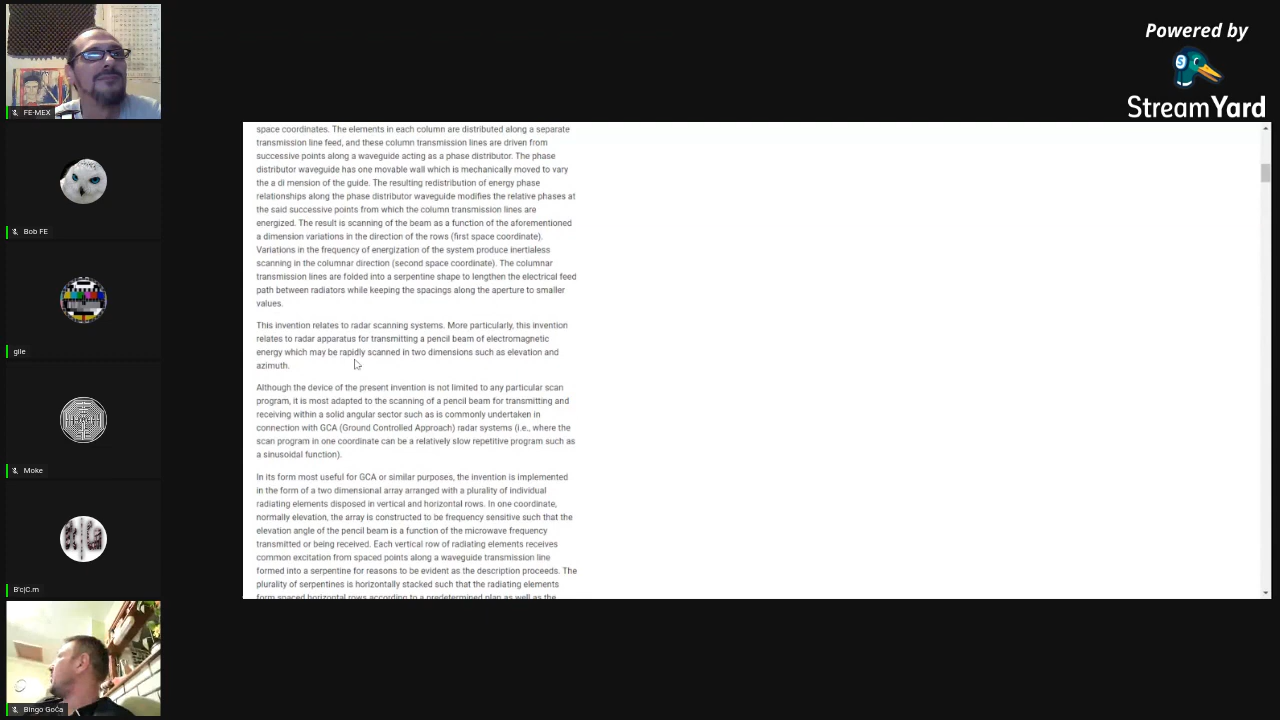 Powered by
StreamYard
FE-MEX
Bob FE
gile
Moke
B'c|C.m
Bingo Goča
space coordinates. The elements in each column are distributed along a separate
transmission line feed, and these column transmission lines are driven from
successive points along a waveguide acting as a phase distributor. The phase
distributor waveguide has one movable wall which is mechanically moved to vary
the a di mension of the guide. The resulting redistribution of energy phase
relationships along the phase distributor waveguide modifies the relative phases at
the said successive points from which the column transmission lines are
energized. The result is scanning of the beam as a function of the aforementioned
a dimension variations in the direction of the rows (first space coordinate).
Variations in the frequency of energization of the system produce inertialess
scanning in the columnar direction (second space coordinate). The columnar
transmission lines are folded into a serpentine shape to lengthen the electrical feed
path between radiators while keeping the spacings along the aperture to smaller
values.
This invention relates to radar scanning systems. More particularly, this invention
relates to radar apparatus for transmitting a pencil beam of electromagnetic
energy which may be rapidly scanned in two dimensions such as elevation and
azimuth.
Although the device of the present invention is not limited to any particular scan
program, it is most adapted to the scanning of a pencil beam for transmitting and
receiving within a solid angular sector such as is commonly undertaken in
connection with GCA (Ground Controlled Approach) radar systems (i.e., where the
scan program in one coordinate can be a relatively slow repetitive program such as
a sinusoidal function).
In its form most useful for GCA or similar purposes, the invention is implemented
in the form of a two dimensional array arranged with a plurality of individual
radiating elements disposed in vertical and horizontal rows. In one coordinate,
normally elevation, the array is constructed to be frequency sensitive such that the
elevation angle of the pencil beam is a function of the microwave frequency
transmitted or being received. Each vertical row of radiating elements receives
common excitation from spaced points along a waveguide transmission line
formed into a serpentine for reasons to be evident as the description proceeds. The
plurality of serpentines is horizontally stacked such that the radiating elements
form spaced horizontal rows according to a predetermined plan as well as the